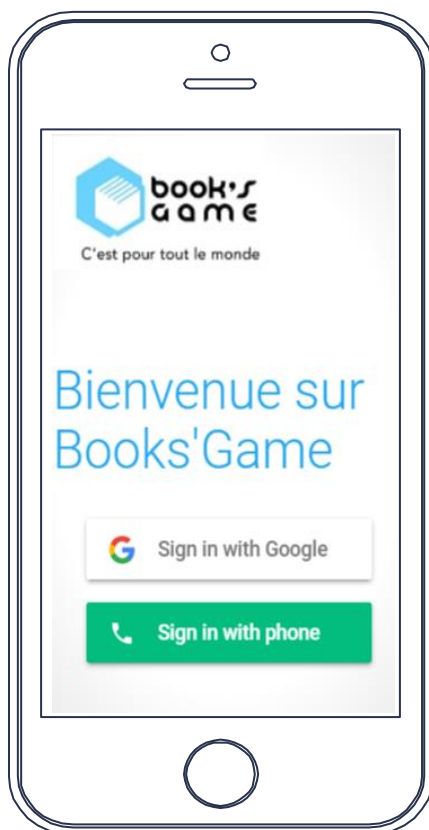 book's
game
C'est pour tout le monde
Bienvenue sur
Books'Game
Sign in with Google
Sign in with phone